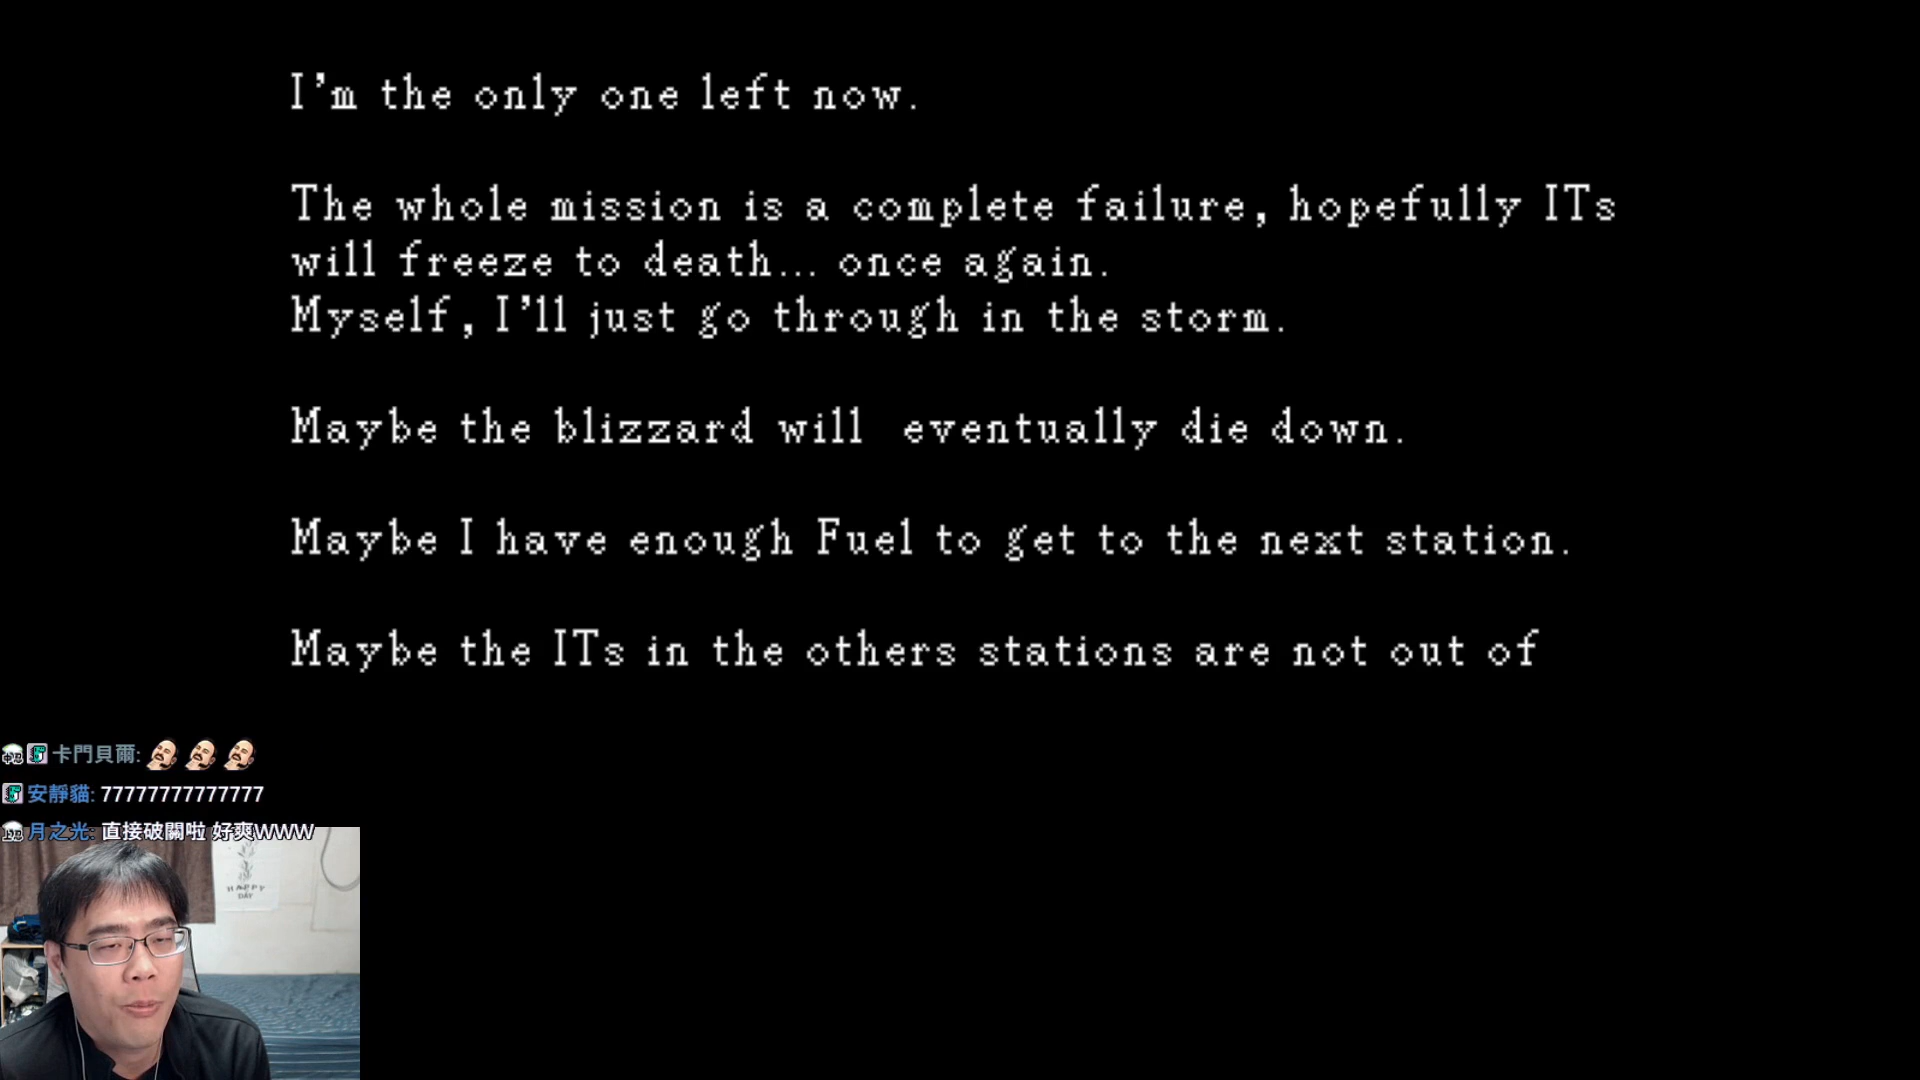 I'm the only one left now.
The whole mission is a complete failure, hopefully ITs
will freeze to death... once again.
Myself, I'll just go through in the storm.
Maybe the blizzard will  eventually die down.
Maybe I have enough Fuel to get to the next station.
Maybe the ITs in the others stations are not out of
卡門貝爾:
安靜貓: 77777777777777
月之光: 直接破關啦 好爽WWW
HAPPY
DAY